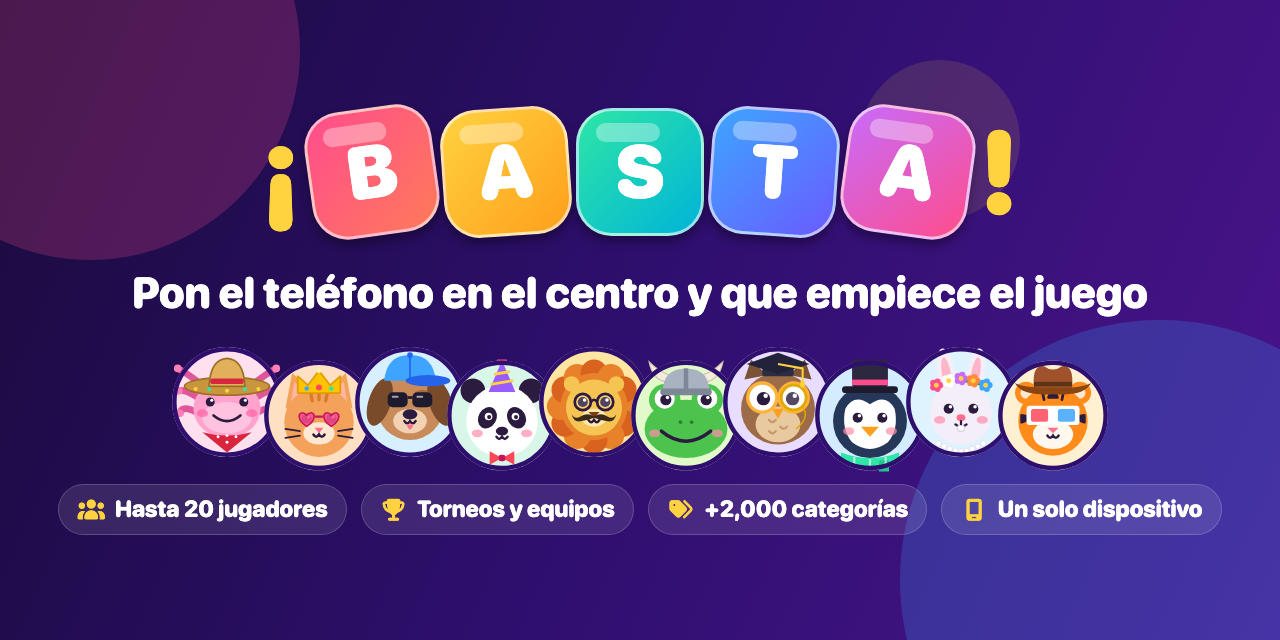 ¡BASTA!
Pon el teléfono en el centro y que empiece el juego
Hasta 20 jugadores
Torneos y equipos
+2,000 categorías
Un solo dispositivo